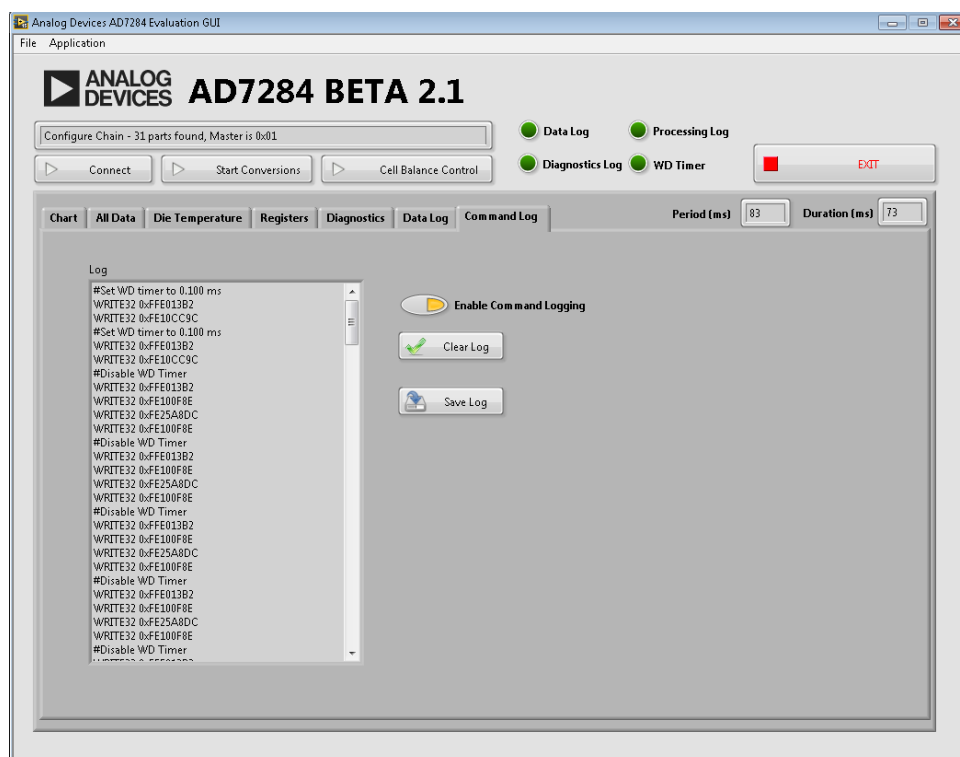 Analog Devices AD7284 Evaluation GUI
File Application
ANALOG DEVICES AD7284 BETA 2.1
Configure Chain - 31 parts found, Master is 0x01
Data Log
Processing Log
Connect
Start Conversions
Cell Balance Control
Diagnostics Log
WD Timer
EXIT
Chart
All Data
Die Temperature
Registers
Diagnostics
Data Log
Command Log
Period (ms) 83
Duration (ms) 73
Log
#Set WD timer to 0.100 ms
WRITE32 0xFFE013B2
WRITE32 0xFE10CC9C
#Set WD timer to 0.100 ms
WRITE32 0xFFE013B2
WRITE32 0xFE10CC9C
#Disable WD Timer
WRITE32 0xFFE013B2
WRITE32 0xFE100F8E
WRITE32 0xFE25A8DC
WRITE32 0xFE100F8E
#Disable WD Timer
WRITE32 0xFFE013B2
WRITE32 0xFE100F8E
WRITE32 0xFE25A8DC
WRITE32 0xFE100F8E
#Disable WD Timer
WRITE32 0xFFE013B2
WRITE32 0xFE100F8E
WRITE32 0xFE25A8DC
WRITE32 0xFE100F8E
#Disable WD Timer
WRITE32 0xFFE013B2
WRITE32 0xFE100F8E
WRITE32 0xFE25A8DC
WRITE32 0xFE100F8E
#Disable WD Timer
Enable Command Logging
Clear Log
Save Log